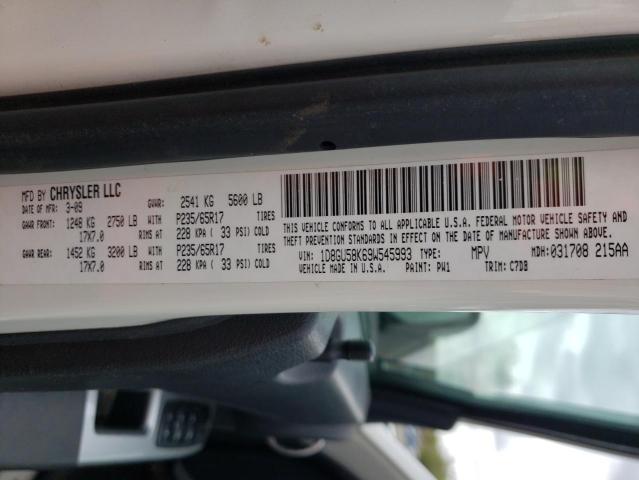 MFD BY CHRYSLER LLC
DATE OF MFR: 3-09 GVWR: 2541 KG 5600 LB
GAWR FRONT: 1248 KG 2750 LB WITH P235/65R17 TIRES
17X7.0 RIMS AT 228 KPA ( 33 PSI) COLD
GAWR REAR: 1452 KG 3200 LB WITH P235/65R17 TIRES
17X7.0 RIMS AT 228 KPA ( 33 PSI) COLD
THIS VEHICLE CONFORMS TO ALL APPLICABLE U.S.A. FEDERAL MOTOR VEHICLE SAFETY AND
THEFT PREVENTION STANDARDS IN EFFECT ON THE DATE OF MANUFACTURE SHOWN ABOVE.
VIN: 1D8GU58K69W545993 TYPE: MPV MDH: 031708 215AA
MADE IN U.S.A. PAINT: PW1 TRIM: C7DB